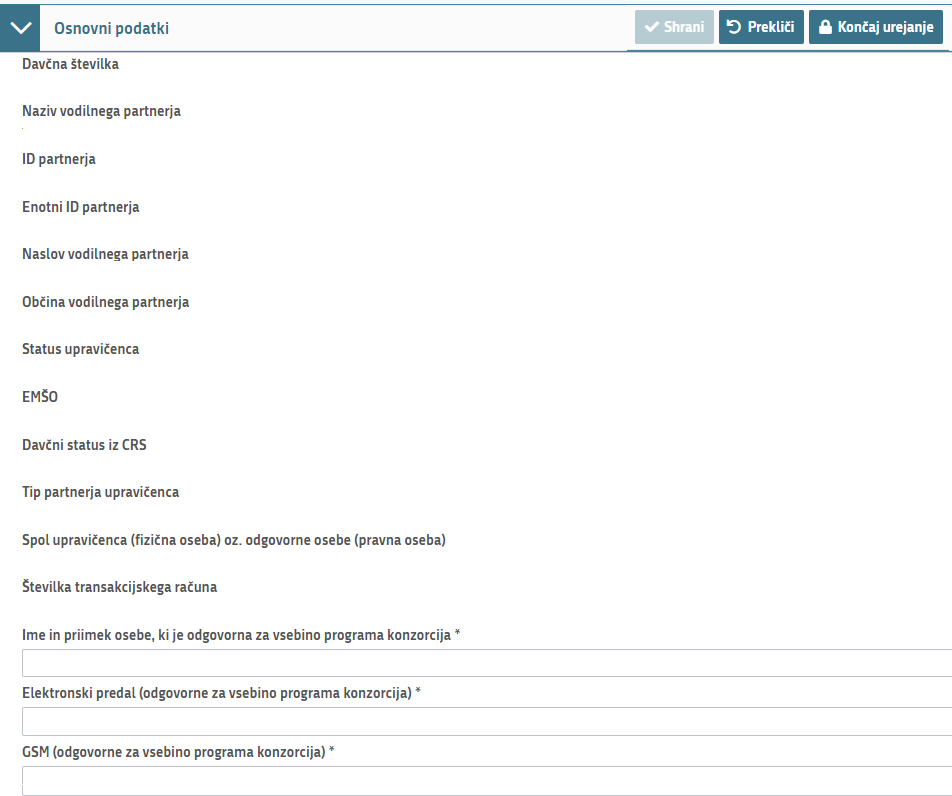 Osnovni podatki
Shrani
Prekliči
Končaj urejanje
Davčna številka
Naziv vodilnega partnerja
ID partnerja
Enotni ID partnerja
Naslov vodilnega partnerja
Občina vodilnega partnerja
Status upravičenca
EMŠO
Davčni status iz CRS
Tip partnerja upravičenca
Spol upravičenca (fizična oseba) oz. odgovorne osebe (pravna oseba)
Številka transakcijskega računa
Ime in priimek osebe, ki je odgovorna za vsebino programa konzorcija *
Elektronski predal (odgovorne za vsebino programa konzorcija) *
GSM (odgovorne za vsebino programa konzorcija) *